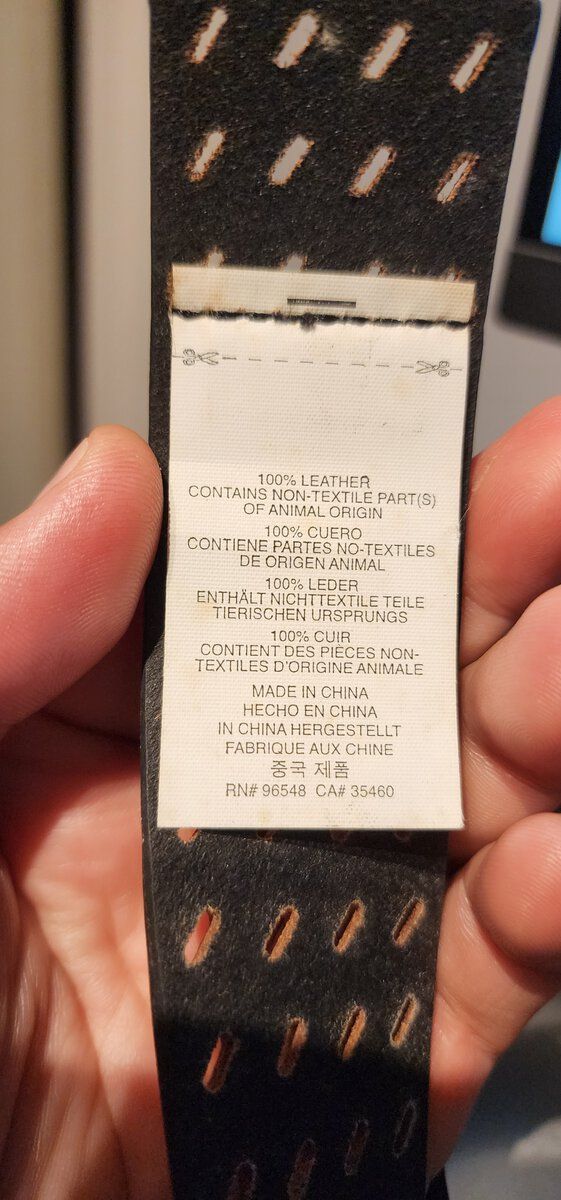 100% LEATHER
CONTAINS NON-TEXTILE PART(S)
OF ANIMAL ORIGIN
100% CUERO
CONTIENE PARTES NO-TEXTILES
DE ORIGEN ANIMAL
100% LEDER
ENTHÄLT NICHTTEXTILE TEILE
TIERISCHEN URSPRUNGS
100% CUIR
CONTIENT DES PIÈCES NON-
TEXTILES D'ORIGINE ANIMALE
MADE IN CHINA
HECHO EN CHINA
IN CHINA HERGESTELLT
FABRIQUE AUX CHINE
중국 제품
RN# 96548 CA# 35460